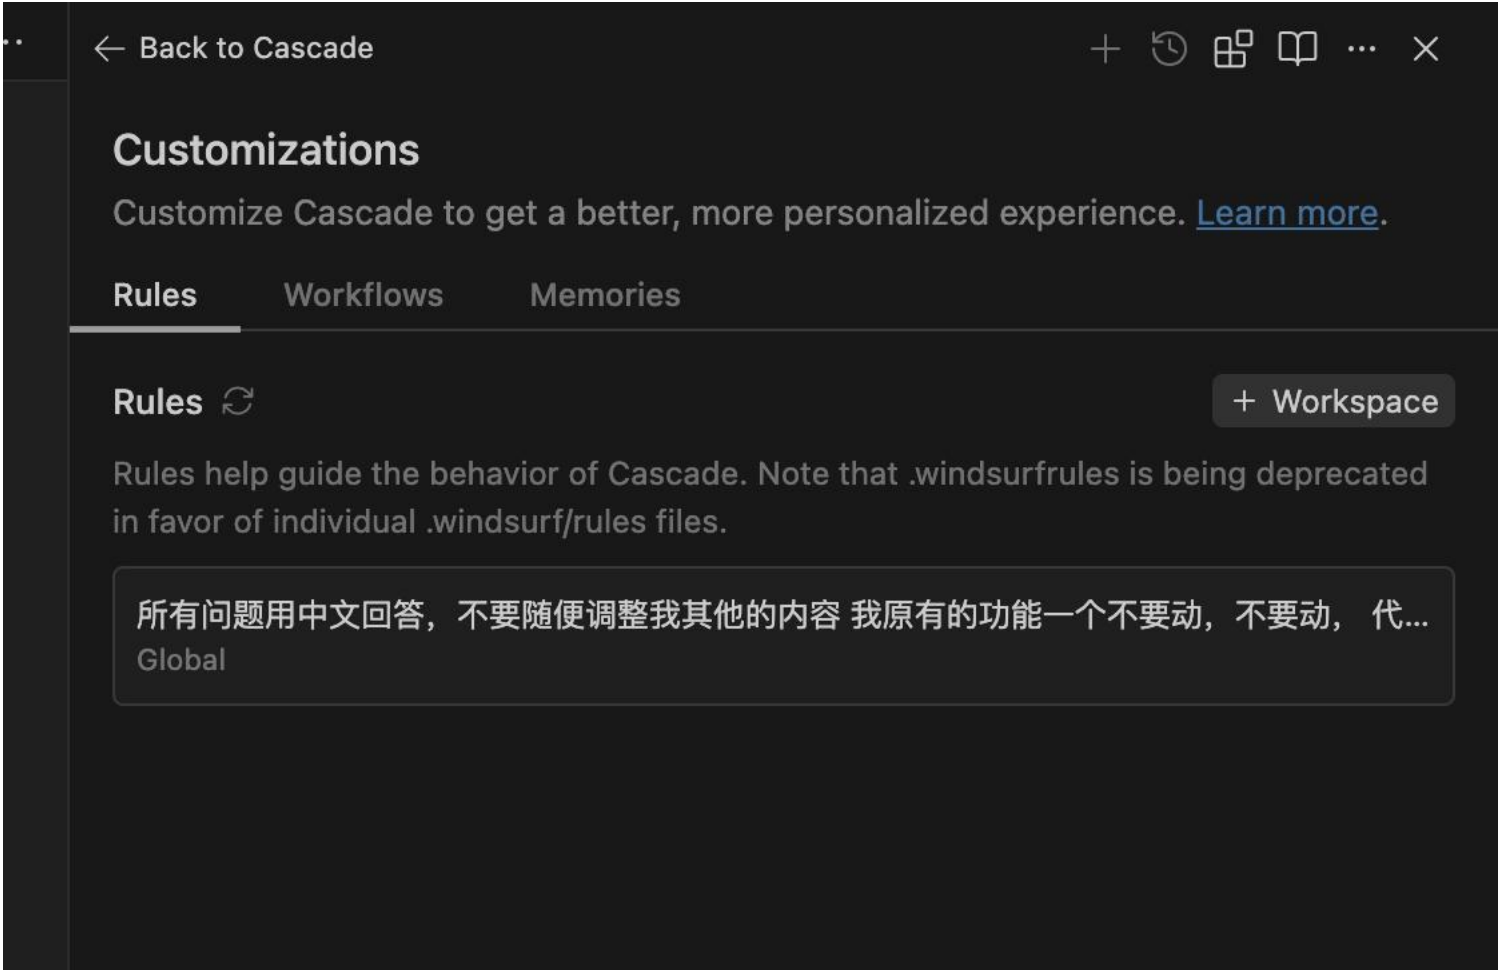 Back to Cascade
Customizations
Customize Cascade to get a better, more personalized experience. Learn more.
Rules Workflows Memories
Rules
+ Workspace
Rules help guide the behavior of Cascade. Note that .windsurfrules is being deprecated
in favor of individual .windsurf/rules files.
所有问题用中文回答，不要随便调整我其他的内容 我原有的功能一个不要动，不要动， 代...
Global